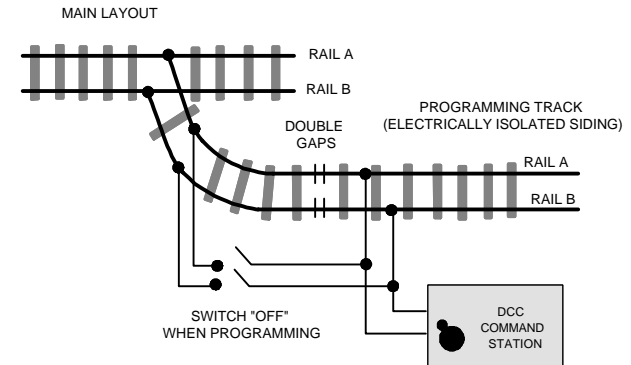 MAIN LAYOUT
RAIL A
RAIL B
PROGRAMMING TRACK
(ELECTRICALLY ISOLATED SIDING)
DOUBLE
GAPS
RAIL A
RAIL B
SWITCH "OFF"
WHEN PROGRAMMING
DCC
COMMAND
STATION